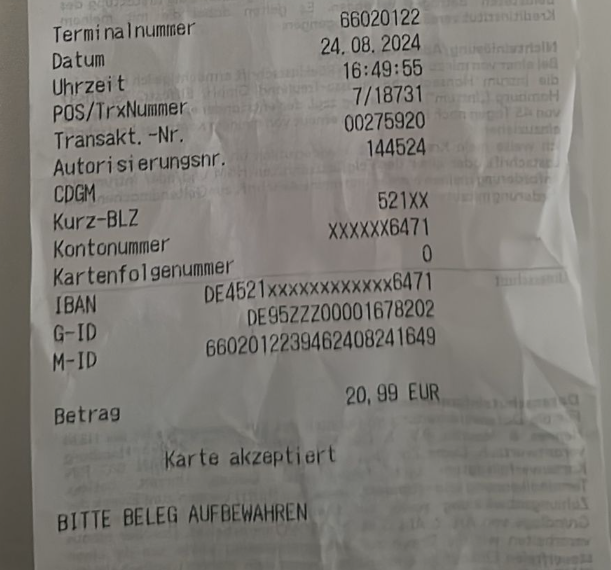 Terminalnummer 66020122
Datum 24.08.2024
Uhrzeit 16:49:55
POS/TrxNummer 7/18731
Transakt.-Nr. 00275920
Autorisierungsnr. 144524
CDGM
Kurz-BLZ 521XX
Kontonummer XXXXXX6471
Kartenfolgenummer 0
IBAN DE4521xxxxxxxxxxxx6471
G-ID DE95ZZZ00001678202
M-ID 6602012239462408241649
Betrag 20,99 EUR
Karte akzeptiert
BITTE BELEG AUFBEWAHREN